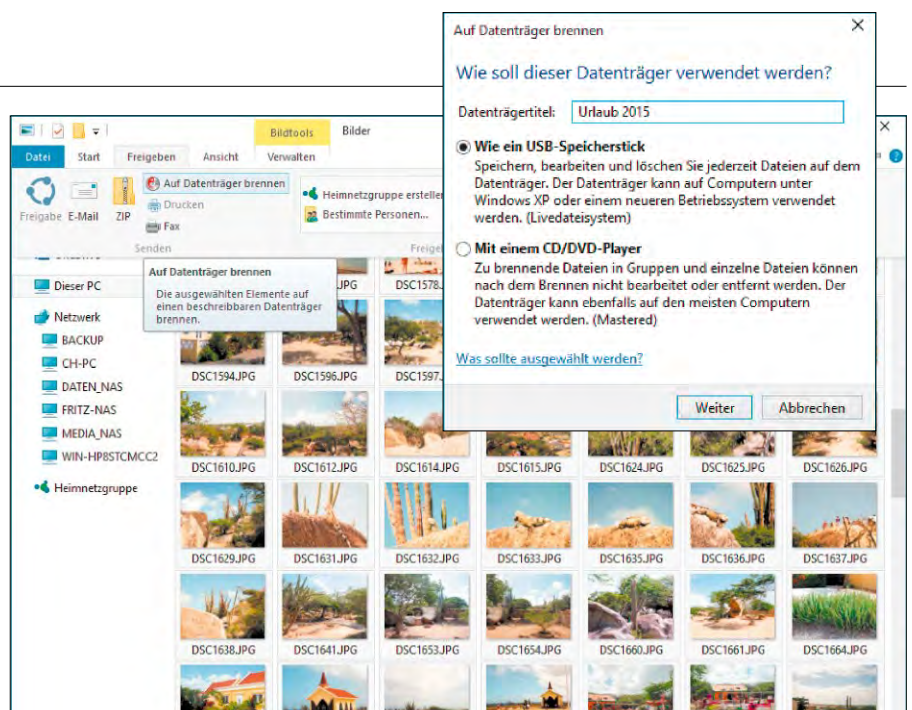 Auf Datenträger brennen
Wie soll dieser Datenträger verwendet werden?
Datenträgertitel: Urlaub 2015
Wie ein USB-Speicherstick
Speichern, bearbeiten und löschen Sie jederzeit Dateien auf dem
Datenträger. Der Datenträger kann auf Computern unter
Windows XP oder einem neueren Betriebssystem verwendet
werden. (Livedateisystem)
Mit einem CD/DVD-Player
Zu brennende Dateien in Gruppen und einzelne Dateien können
nach dem Brennen nicht bearbeitet oder entfernt werden. Der
Datenträger kann ebenfalls auf den meisten Computern
verwendet werden. (Mastered)
Was sollte ausgewählt werden?
Weiter Abbrechen
Bildtools Bilder
Datei Start Freigeben Ansicht Verwalten
Freigabe E-Mail ZIP
Auf Datenträger brennen
Drucken
Fax
Heimnetzgruppe erstellen
Bestimmte Personen...
Senden
Auf Datenträger brennen
Die ausgewählten Elemente auf
einen beschreibbaren Datenträger
brennen.
Dieser PC
Netzwerk
BACKUP
CH-PC
DATEN_NAS
FRITZ-NAS
MEDIA_NAS
WIN-HP8STCMCC2
Heimnetzgruppe
JPG DSC1578.
DSC1594.JPG DSC1596.JPG DSC1597.
DSC1610.JPG DSC1612.JPG DSC1614.JPG DSC1615.JPG DSC1624.JPG DSC1625.JPG DSC1626.JPG
DSC1629.JPG DSC1631.JPG DSC1632.JPG DSC1633.JPG DSC1635.JPG DSC1636.JPG DSC1637.JPG
DSC1638.JPG DSC1641.JPG DSC1653.JPG DSC1654.JPG DSC1660.JPG DSC1661.JPG DSC1664.JPG